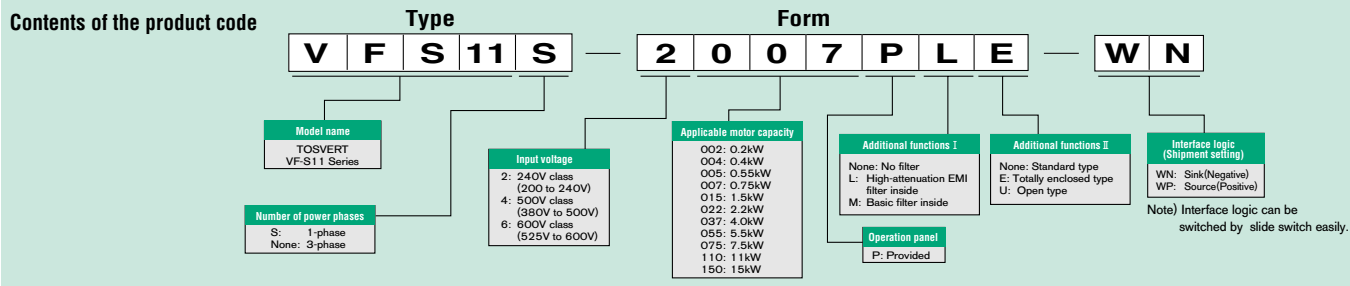 Contents of the product code
Type
Form
V F S 11 S — 2 0 0 7 P L E — W N
Model name
TOSVERT
VF-S11 Series
Number of power phases
S: 1-phase
None: 3-phase
Input voltage
2: 240V class
(200 to 240V)
4: 500V class
(380V to 500V)
6: 600V class
(525V to 600V)
Applicable motor capacity
002: 0.2kW
004: 0.4kW
005: 0.55kW
007: 0.75kW
015: 1.5kW
022: 2.2kW
037: 4.0kW
055: 5.5kW
075: 7.5kW
110: 11kW
150: 15kW
Operation panel
P: Provided
Additional functions I
None: No filter
L: High-attenuation EMI
filter inside
M: Basic filter inside
Additional functions II
None: Standard type
E: Totally enclosed type
U: Open type
Interface logic
(Shipment setting)
WN: Sink(Negative)
WP: Source(Positive)
Note) Interface logic can be
switched by slide switch easily.